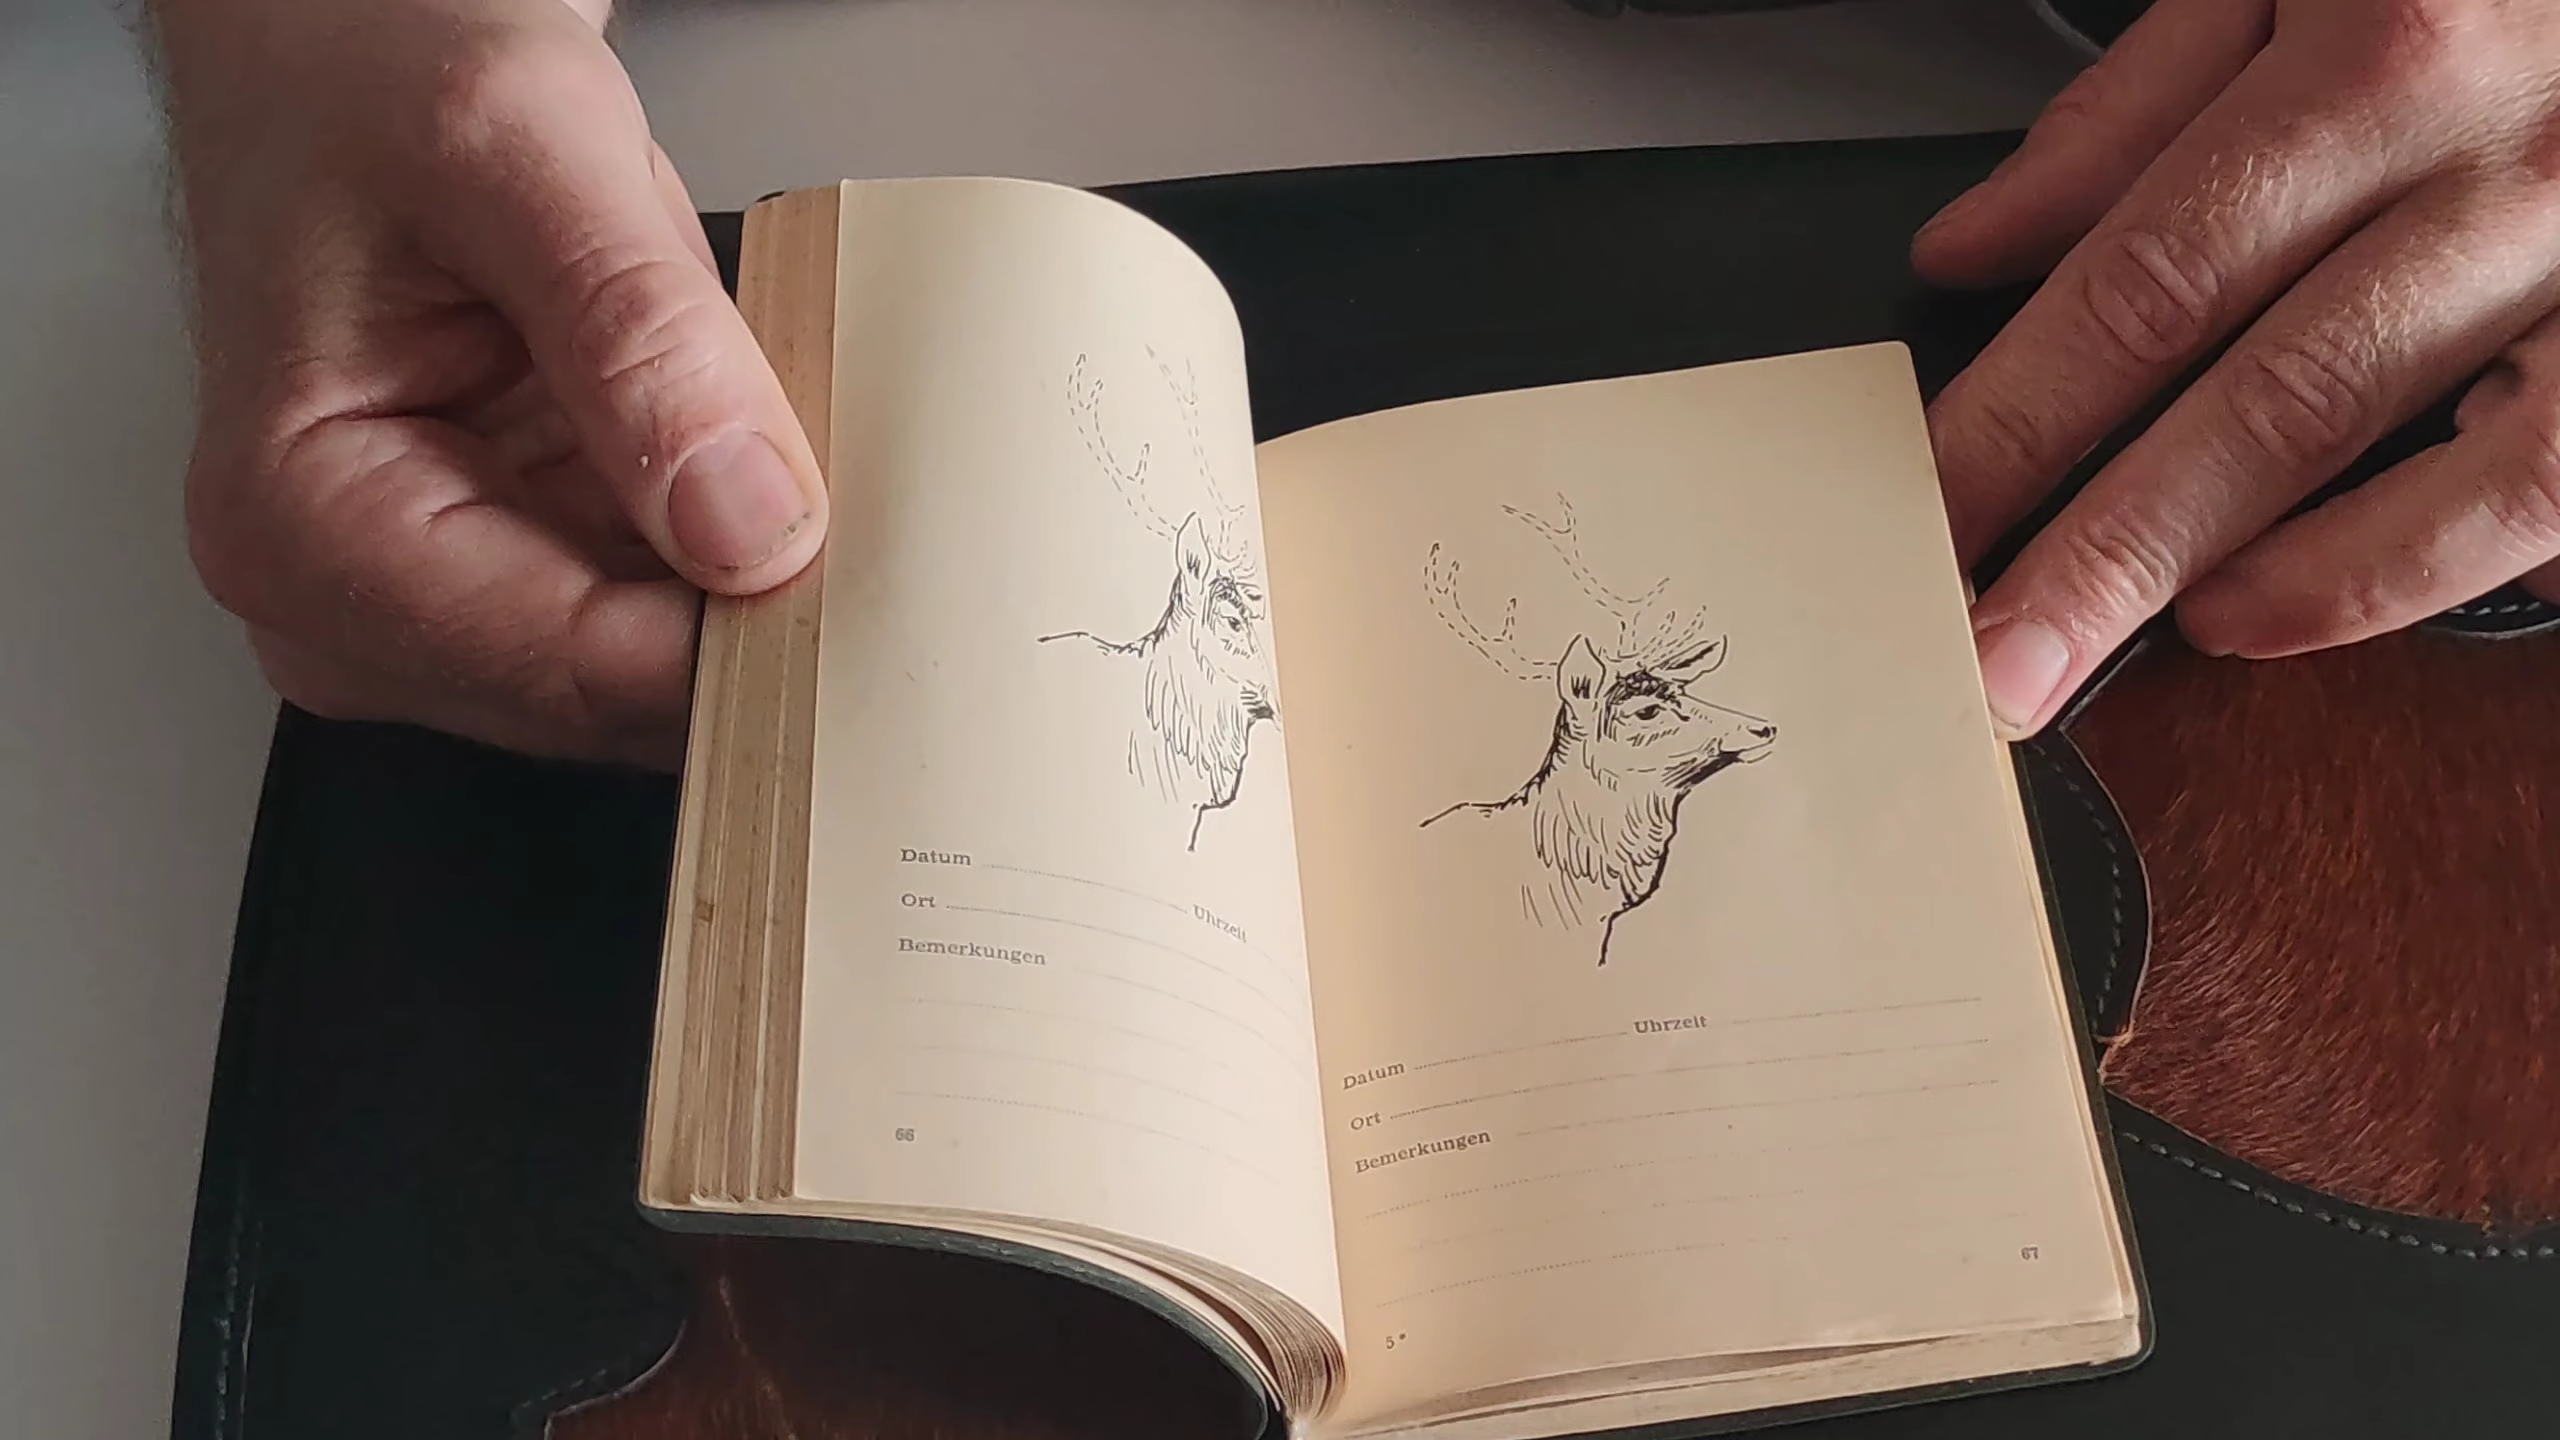 Datum Uhrzeit
Ort
Bemerkungen
66
Datum Uhrzeit
Ort
Bemerkungen
67
5*